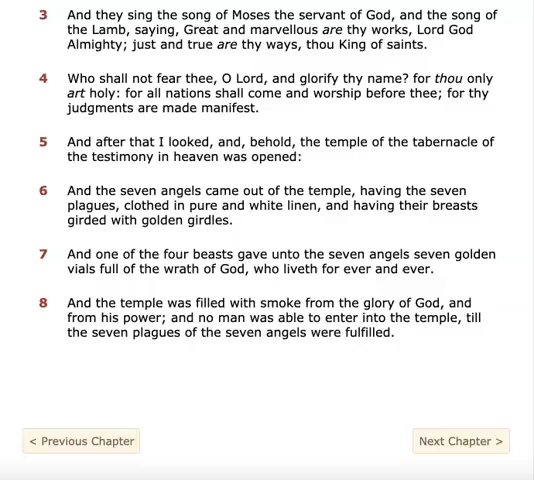 3 And they sing the song of Moses the servant of God, and the song of
the Lamb, saying, Great and marvellous are thy works, Lord God
Almighty; just and true are thy ways, thou King of saints.
4 Who shall not fear thee, O Lord, and glorify thy name? for thou only
art holy: for all nations shall come and worship before thee; for thy
judgments are made manifest.
5 And after that I looked, and, behold, the temple of the tabernacle of
the testimony in heaven was opened:
6 And the seven angels came out of the temple, having the seven
plagues, clothed in pure and white linen, and having their breasts
girded with golden girdles.
7 And one of the four beasts gave unto the seven angels seven golden
vials full of the wrath of God, who liveth for ever and ever.
8 And the temple was filled with smoke from the glory of God, and
from his power; and no man was able to enter into the temple, till
the seven plagues of the seven angels were fulfilled.
< Previous Chapter Next Chapter >